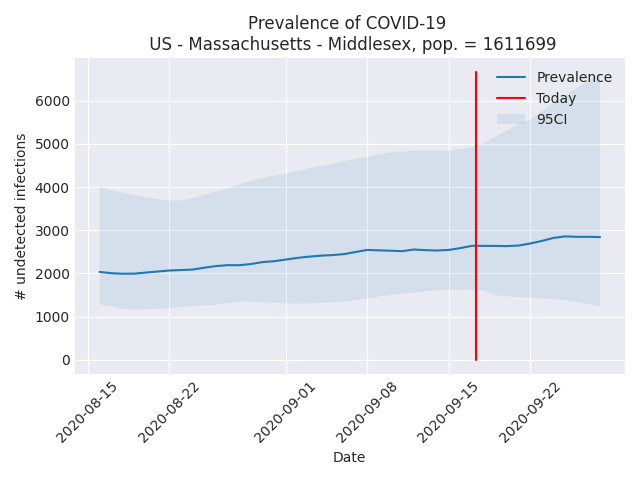 Prevalence of COVID-19
US - Massachusetts - Middlesex, pop. = 1611699
Prevalence
Today
95CI
# undetected infections
6000
5000
4000
3000
2000
1000
0
2020-08-15
2020-08-22
2020-09-01
2020-09-08
2020-09-15
2020-09-22
Date